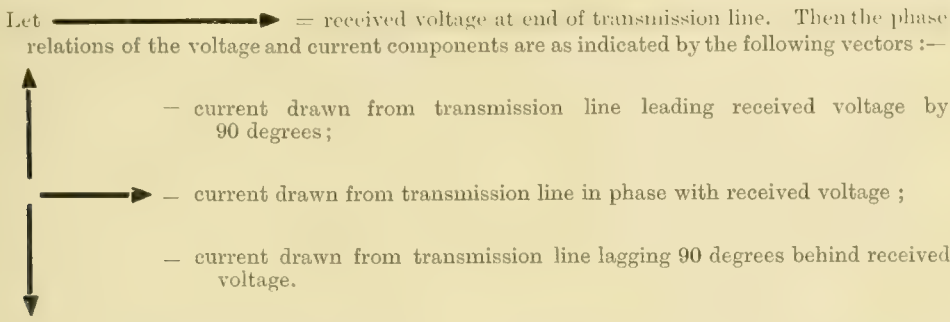 Let = received voltage at end of transmission line. Then the phase
relations of the voltage and current components are as indicated by the following vectors :—
— current drawn from transmission line leading received voltage by
90 degrees ;
— current drawn from transmission line in phase with received voltage ;
— current drawn from transmission line lagging 90 degrees behind received
voltage.